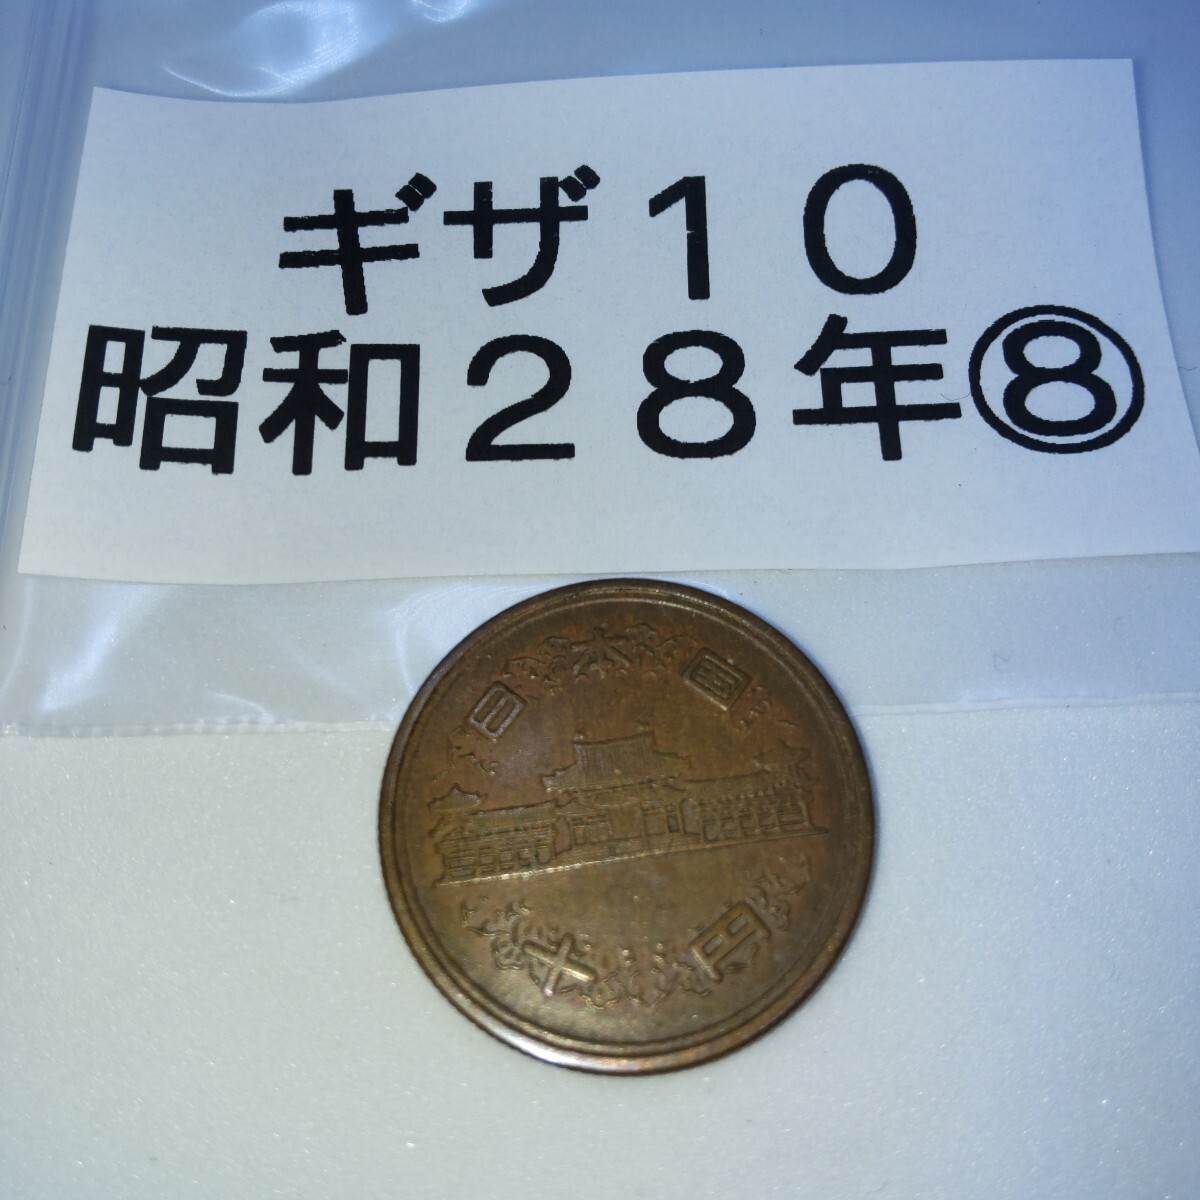 ギザ１０
昭和２８年⑧
日本国
十円